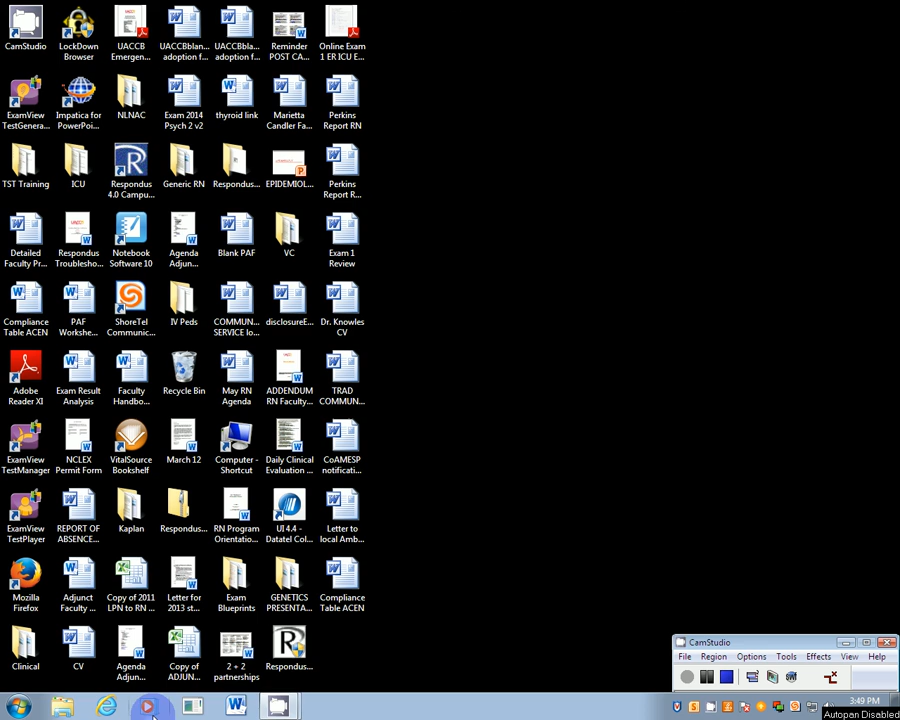 CamStudio
LockDown
Browser
UACCB
Emergen...
UACCBblan...
adoption f...
UACCBbla...
adoption f...
Reminder
POST CA...
Online Exam
1 ER ICU E...
ExamView
TestGenera...
Impatica for
PowerPoi...
NLNAC
Exam 2014
Psych 2 v2
thyroid link
Marietta
Candler Fa...
Perkins
Report RN
TST Training
ICU
Respondus
4.0 Campu...
Generic RN
Respondus...
EPIDEMIOL...
Perkins
Report R...
Detailed
Faculty Pr...
Respondus
Troublesho...
Notebook
Software 10
Agenda
Adjun...
Blank PAF
VC
Exam 1
Review
Compliance
Table ACEN
PAF
Workshe...
ShoreTel
Communic...
IV Peds
COMMUN...
SERVICE lo...
disclosureE...
Dr. Knowles
CV
Adobe
Reader XI
Exam Result
Analysis
Faculty
Handbo...
Recycle Bin
May RN
Agenda
ADDENDUM
RN Faculty...
TRAD
COMMUN...
ExamView
TestManager
NCLEX
Permit Form
VitalSource
Bookshelf
March 12
Computer -
Shortcut
Daily Clinical
Evaluation ...
CoAMESP
notificati...
ExamView
TestPlayer
REPORT OF
ABSENCE...
Kaplan
Respondus...
RN Program
Orientatio...
UI 4.4 -
Datatel Col...
Letter to
local Amb...
Mozilla
Firefox
Adjunct
Faculty ...
Copy of 2011
LPN to RN ...
Letter for
2013 st...
Exam
Blueprints
GENETICS
PRESENTA...
Compliance
Table ACEN
Clinical
CV
Agenda
Adjun...
Copy of
ADJUN...
2 + 2
partnerships
Respondus...
CamStudio
File Region Options Tools Effects View Help
3:49 PM
Autopan Disabled